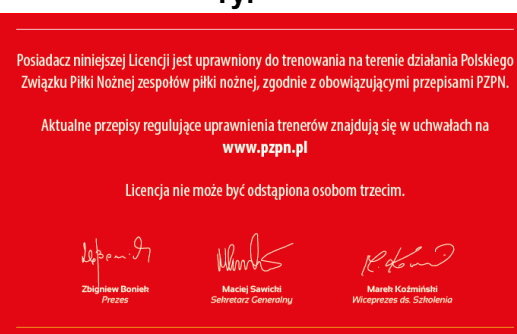 Posiadacz niniejszej Licencji jest uprawniony do trenowania na terenie działania Polskiego
Związku Piłki Nożnej zespołów piłki nożnej, zgodnie z obowiązującymi przepisami PZPN.
Aktualne przepisy regulujące uprawnienia trenerów znajdują się w uchwałach na
www.pzpn.pl
Licencja nie może być odstąpiona osobom trzecim.
Zbigniew Boniek
Prezes
Maciej Sawicki
Sekretarz Generalny
Marek Koźmiński
Wiceprezes ds. Szkolenia